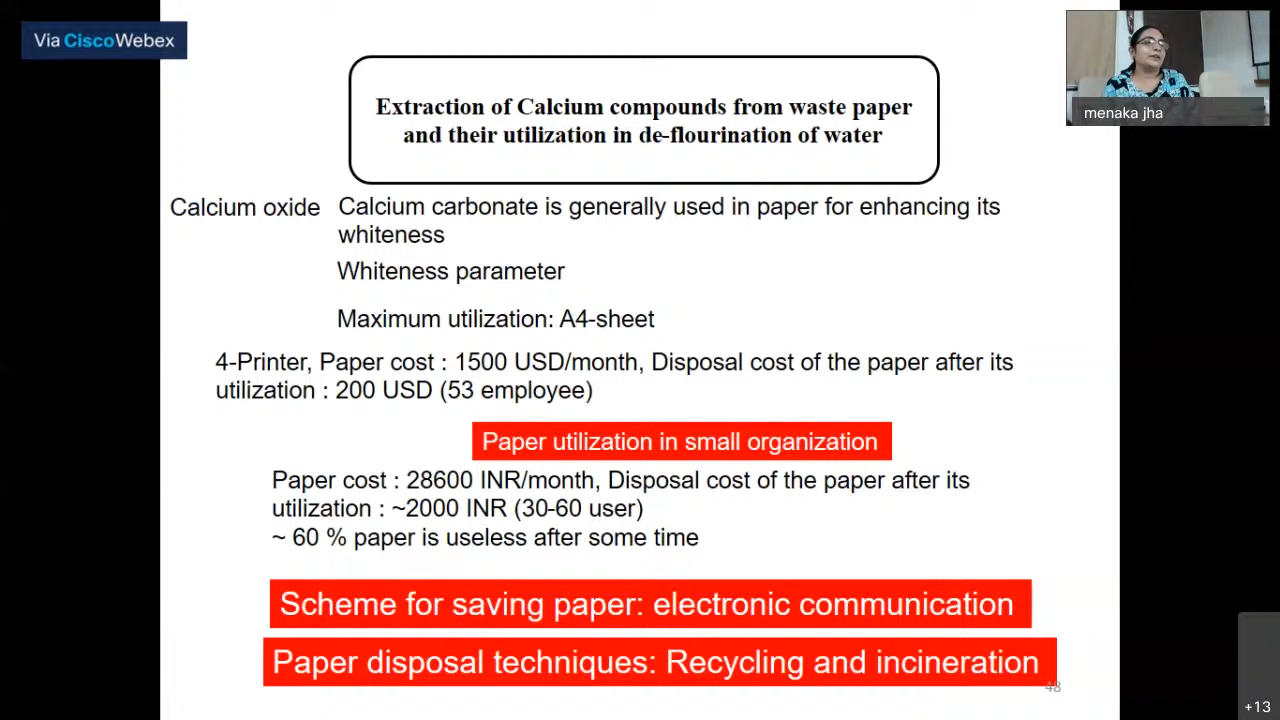 Via CiscoWebex
menaka jha
Extraction of Calcium compounds from waste paper
and their utilization in de-flourination of water
Calcium oxide
Calcium carbonate is generally used in paper for enhancing its
whiteness
Whiteness parameter
Maximum utilization: A4-sheet
4-Printer, Paper cost : 1500 USD/month, Disposal cost of the paper after its
utilization : 200 USD (53 employee)
Paper utilization in small organization
Paper cost : 28600 INR/month, Disposal cost of the paper after its
utilization : ~2000 INR (30-60 user)
~ 60 % paper is useless after some time
Scheme for saving paper: electronic communication
Paper disposal techniques: Recycling and incineration
48
+13